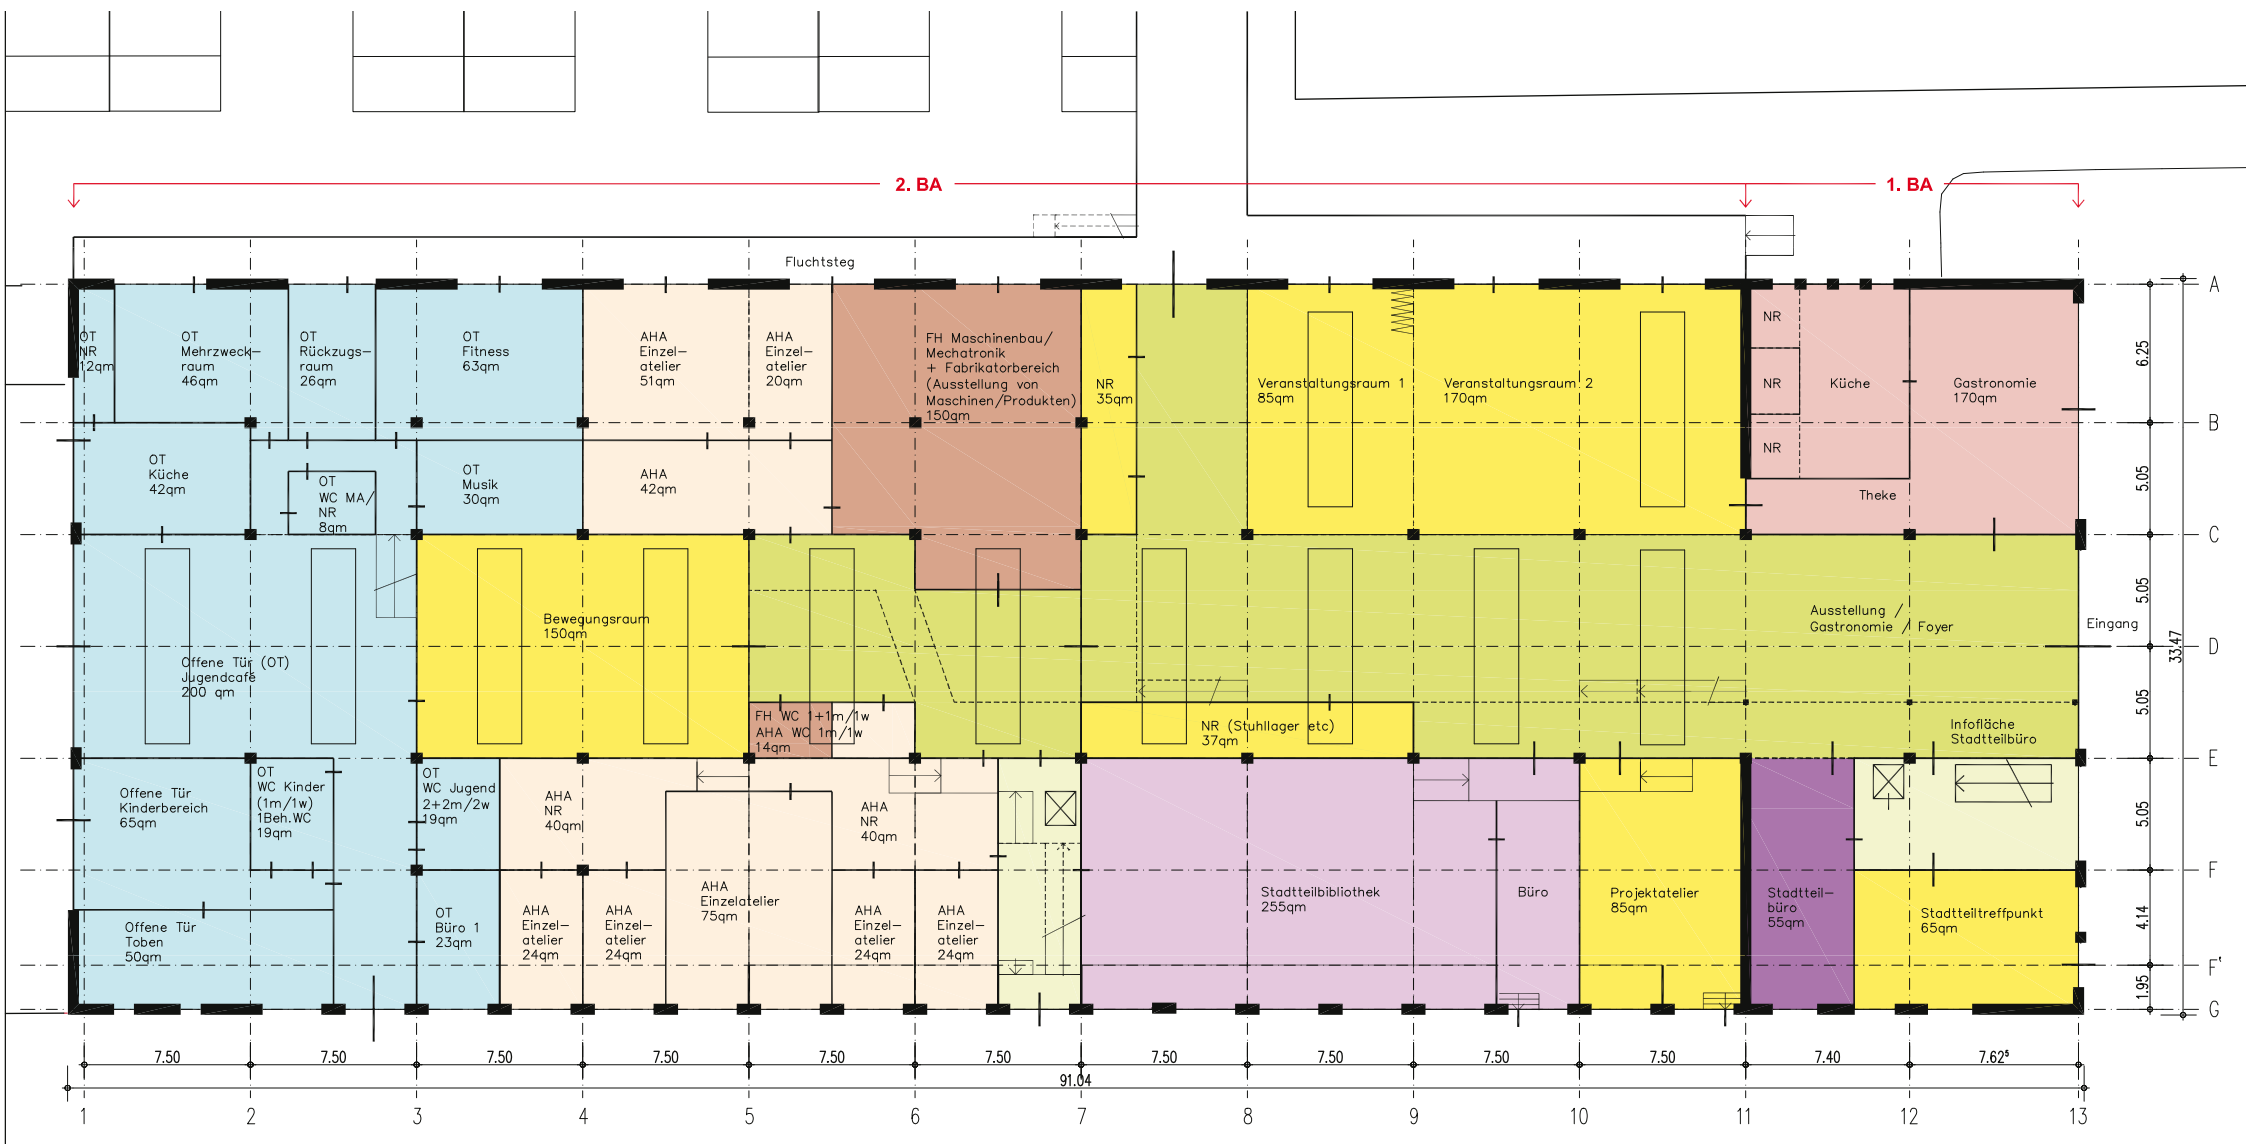 2. BA
1. BA
Fluchtsteg
A
OT
NR
12qm
OT
Mehrzweck-
raum
46qm
OT
Rückzugs-
raum
26qm
OT
Fitness
63qm
AHA
Einzel-
atelier
51qm
AHA
Einzel-
atelier
20qm
FH Maschinenbau/
Mechatronik
+ Fabrikatorbereich
(Ausstellung von
Maschinen/Produkten)
150qm
NR
35qm
Veranstaltungsraum 1
85qm
Veranstaltungsraum 2
170qm
NR
NR
NR
Küche
Gastronomie
170qm
6.25
B
OT
Küche
42qm
OT
WC MA/
NR
8qm
OT
Musik
30qm
AHA
42qm
Theke
5.05
C
Offene Tür (OT)
Jugendcafé
200 qm
Bewegungsraum
150qm
Ausstellung /
Gastronomie / Foyer
Eingang
5.05
33.47
D
FH WC 1+1m/1w
AHA WC 1m/1w
14qm
NR (Stuhllager etc)
37qm
Infofläche
Stadtteilbüro
5.05
E
Offene Tür
Kinderbereich
65qm
OT
WC Kinder
(1m/1w)
1Beh.WC
19qm
OT
WC Jugend
2+2m/2w
19qm
AHA
NR
40qm
AHA
NR
40qm
5.05
F
Offene Tür
Toben
50qm
OT
Büro 1
23qm
AHA
Einzel-
atelier
24qm
AHA
Einzel-
atelier
24qm
AHA
Einzelatelier
75qm
AHA
Einzel-
atelier
24qm
AHA
Einzel-
atelier
24qm
Stadtteilbibliothek
255qm
Büro
Projektatelier
85qm
Stadtteil-
büro
55qm
Stadtteiltreffpunkt
65qm
4.14
F'
1.95
G
7.50 7.50 7.50 7.50 7.50 7.50 7.50 7.50 7.50 7.50 7.40 7.62⁵
91.04
1 2 3 4 5 6 7 8 9 10 11 12 13